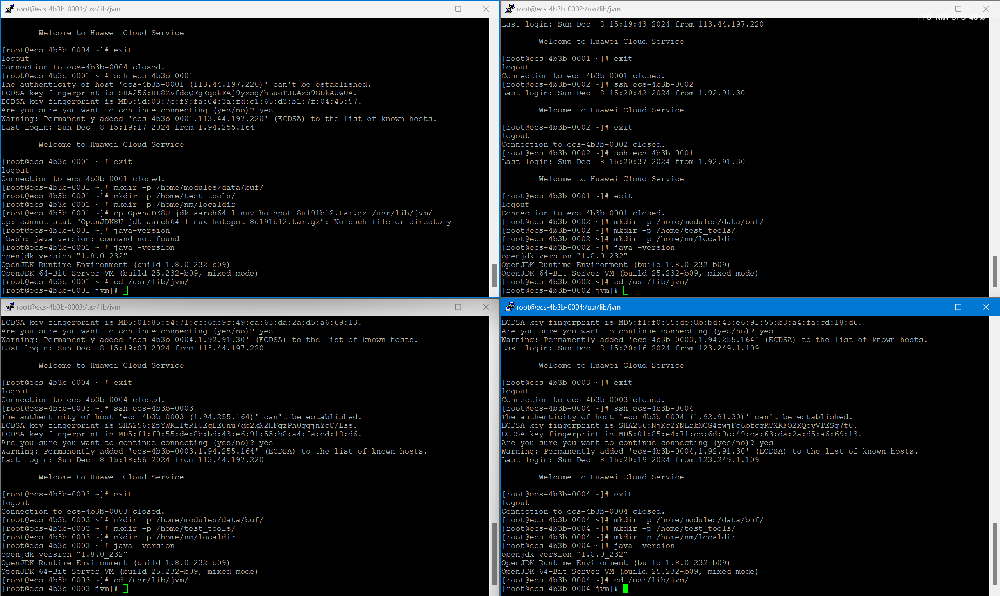 root@ecs-4b3b-0001:/usr/lib/jvm
Welcome to Huawei Cloud Service
[root@ecs-4b3b-0004 ~]# exit
logout
Connection to ecs-4b3b-0004 closed.
[root@ecs-4b3b-0001 ~]# ssh ecs-4b3b-0001
The authenticity of host 'ecs-4b3b-0001 (113.44.197.220)' can't be established.
ECDSA key fingerprint is SHA256:HL8ZvfdoQFgEqokFAj9yxsg/hLuoTJtAzs9GDkAUwUA.
ECDSA key fingerprint is MD5:5d:03:7c:f9:fa:04:3a:fd:c1:65:d3:b1:7f:04:45:57.
Are you sure you want to continue connecting (yes/no)? yes
Warning: Permanently added 'ecs-4b3b-0001,113.44.197.220' (ECDSA) to the list of known hosts.
Last login: Sun Dec  8 15:19:17 2024 from 1.94.255.164
Welcome to Huawei Cloud Service
[root@ecs-4b3b-0001 ~]# exit
logout
Connection to ecs-4b3b-0001 closed.
[root@ecs-4b3b-0001 ~]# mkdir -p /home/modules/data/buf/
[root@ecs-4b3b-0001 ~]# mkdir -p /home/test_tools/
[root@ecs-4b3b-0001 ~]# mkdir -p /home/nm/localdir
[root@ecs-4b3b-0001 ~]# cp OpenJDK8U-jdk_aarch64_linux_hotspot_8u191b12.tar.gz /usr/lib/jvm/
cp: cannot stat ‘OpenJDK8U-jdk_aarch64_linux_hotspot_8u191b12.tar.gz’: No such file or directory
[root@ecs-4b3b-0001 ~]# java-version
-bash: java-version: command not found
[root@ecs-4b3b-0001 ~]# java -version
openjdk version "1.8.0_232"
OpenJDK Runtime Environment (build 1.8.0_232-b09)
OpenJDK 64-Bit Server VM (build 25.232-b09, mixed mode)
[root@ecs-4b3b-0001 ~]# cd /usr/lib/jvm/
[root@ecs-4b3b-0001 jvm]#
root@ecs-4b3b-0002:/usr/lib/jvm
FPS N/A GPU 46%
Last login: Sun Dec  8 15:19:43 2024 from 113.44.197.220
Welcome to Huawei Cloud Service
[root@ecs-4b3b-0001 ~]# exit
logout
Connection to ecs-4b3b-0001 closed.
[root@ecs-4b3b-0002 ~]# ssh ecs-4b3b-0002
Last login: Sun Dec  8 15:20:42 2024 from 1.92.91.30
Welcome to Huawei Cloud Service
[root@ecs-4b3b-0002 ~]# exit
logout
Connection to ecs-4b3b-0002 closed.
[root@ecs-4b3b-0002 ~]# ssh ecs-4b3b-0001
Last login: Sun Dec  8 15:20:37 2024 from 1.92.91.30
Welcome to Huawei Cloud Service
[root@ecs-4b3b-0001 ~]# exit
logout
Connection to ecs-4b3b-0001 closed.
[root@ecs-4b3b-0002 ~]# mkdir -p /home/modules/data/buf/
[root@ecs-4b3b-0002 ~]# mkdir -p /home/test_tools/
[root@ecs-4b3b-0002 ~]# mkdir -p /home/nm/localdir
[root@ecs-4b3b-0002 ~]# java -version
openjdk version "1.8.0_232"
OpenJDK Runtime Environment (build 1.8.0_232-b09)
OpenJDK 64-Bit Server VM (build 25.232-b09, mixed mode)
[root@ecs-4b3b-0002 ~]# cd /usr/lib/jvm/
[root@ecs-4b3b-0002 jvm]#
root@ecs-4b3b-0003:/usr/lib/jvm
ECDSA key fingerprint is MD5:01:85:e4:71:cc:6d:9c:49:ca:63:da:2a:d5:a6:69:13.
Are you sure you want to continue connecting (yes/no)? yes
Warning: Permanently added 'ecs-4b3b-0004,1.92.91.30' (ECDSA) to the list of known hosts.
Last login: Sun Dec  8 15:19:00 2024 from 113.44.197.220
Welcome to Huawei Cloud Service
[root@ecs-4b3b-0004 ~]# exit
logout
Connection to ecs-4b3b-0004 closed.
[root@ecs-4b3b-0003 ~]# ssh ecs-4b3b-0003
The authenticity of host 'ecs-4b3b-0003 (1.94.255.164)' can't be established.
ECDSA key fingerprint is SHA256:ZpYWK1ItR1UEqEE0nu7qb2kN2HFqzPh0ggjnYcC/Lss.
ECDSA key fingerprint is MD5:f1:f0:55:de:8b:bd:43:e6:91:55:b8:a4:fa:cd:18:d6.
Are you sure you want to continue connecting (yes/no)? yes
Warning: Permanently added 'ecs-4b3b-0003,1.94.255.164' (ECDSA) to the list of known hosts.
Last login: Sun Dec  8 15:18:56 2024 from 113.44.197.220
Welcome to Huawei Cloud Service
[root@ecs-4b3b-0003 ~]# exit
logout
Connection to ecs-4b3b-0003 closed.
[root@ecs-4b3b-0003 ~]# mkdir -p /home/modules/data/buf/
[root@ecs-4b3b-0003 ~]# mkdir -p /home/test_tools/
[root@ecs-4b3b-0003 ~]# mkdir -p /home/nm/localdir
[root@ecs-4b3b-0003 ~]# java -version
openjdk version "1.8.0_232"
OpenJDK Runtime Environment (build 1.8.0_232-b09)
OpenJDK 64-Bit Server VM (build 25.232-b09, mixed mode)
[root@ecs-4b3b-0003 ~]# cd /usr/lib/jvm/
[root@ecs-4b3b-0003 jvm]#
root@ecs-4b3b-0004:/usr/lib/jvm
ECDSA key fingerprint is MD5:f1:f0:55:de:8b:bd:43:e6:91:55:b8:a4:fa:cd:18:d6.
Are you sure you want to continue connecting (yes/no)? yes
Warning: Permanently added 'ecs-4b3b-0003,1.94.255.164' (ECDSA) to the list of known hosts.
Last login: Sun Dec  8 15:20:16 2024 from 123.249.1.109
Welcome to Huawei Cloud Service
[root@ecs-4b3b-0003 ~]# exit
logout
Connection to ecs-4b3b-0003 closed.
[root@ecs-4b3b-0004 ~]# ssh ecs-4b3b-0004
The authenticity of host 'ecs-4b3b-0004 (1.92.91.30)' can't be established.
ECDSA key fingerprint is SHA256:NjXg2YNLrkNCG4fwjFc6bfcgRTXKFO2XQoyVTESg7t0.
ECDSA key fingerprint is MD5:01:85:e4:71:cc:6d:9c:49:ca:63:da:2a:d5:a6:69:13.
Are you sure you want to continue connecting (yes/no)? yes
Warning: Permanently added 'ecs-4b3b-0004,1.92.91.30' (ECDSA) to the list of known hosts.
Last login: Sun Dec  8 15:20:19 2024 from 123.249.1.109
Welcome to Huawei Cloud Service
[root@ecs-4b3b-0004 ~]# exit
logout
Connection to ecs-4b3b-0004 closed.
[root@ecs-4b3b-0004 ~]# mkdir -p /home/modules/data/buf/
[root@ecs-4b3b-0004 ~]# mkdir -p /home/test_tools/
[root@ecs-4b3b-0004 ~]# mkdir -p /home/nm/localdir
[root@ecs-4b3b-0004 ~]# java -version
openjdk version "1.8.0_232"
OpenJDK Runtime Environment (build 1.8.0_232-b09)
OpenJDK 64-Bit Server VM (build 25.232-b09, mixed mode)
[root@ecs-4b3b-0004 ~]# cd /usr/lib/jvm/
[root@ecs-4b3b-0004 jvm]#